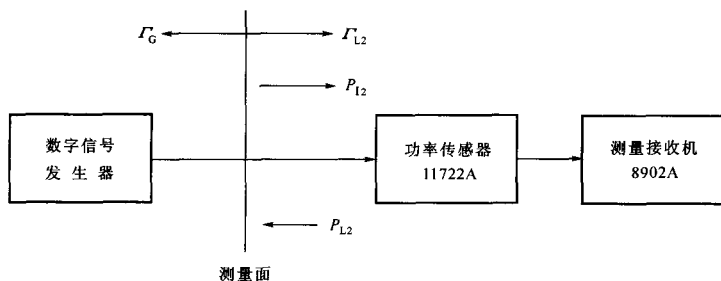 Γ_G
Γ_L2
P_I2
数字信号
发生器
功率传感器
11722A
测量接收机
8902A
P_L2
测量面